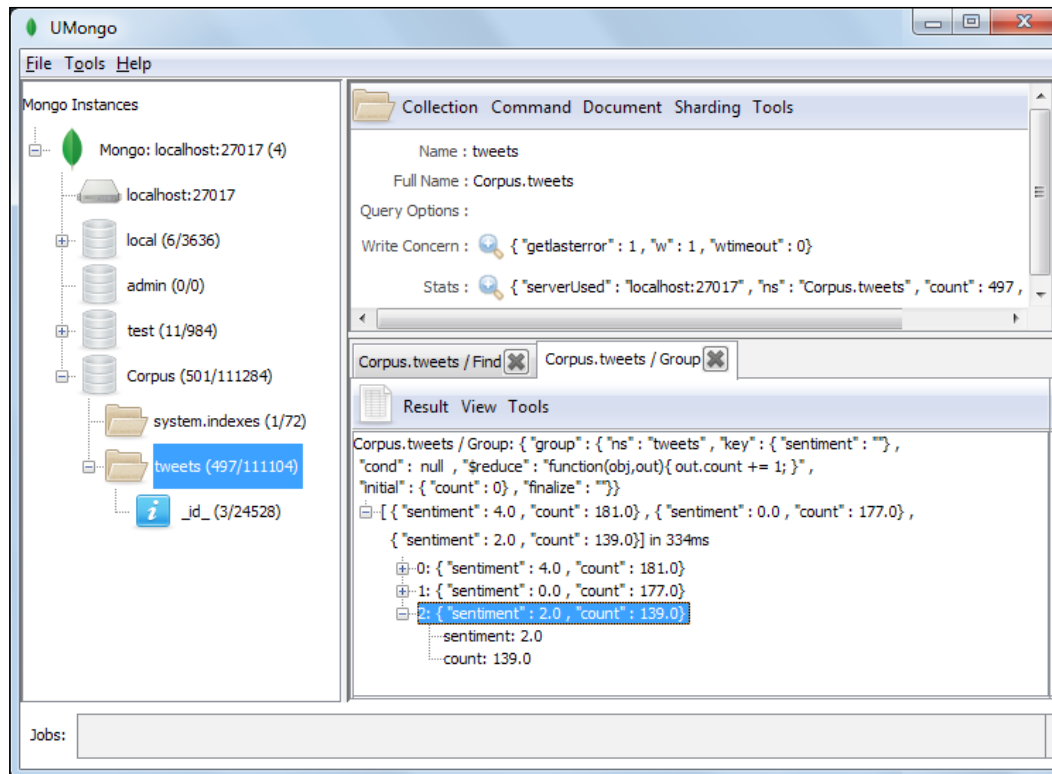 UMongo
File Tools Help
Mongo Instances
Mongo: localhost:27017 (4)
localhost:27017
local (6/3636)
admin (0/0)
test (11/984)
Corpus (501/111284)
system.indexes (1/72)
tweets (497/111104)
_id_ (3/24528)
Collection Command Document Sharding Tools
Name : tweets
Full Name : Corpus.tweets
Query Options :
Write Concern : { "getlasterror" : 1 , "w" : 1 , "wtimeout" : 0}
Stats : { "serverUsed" : "localhost:27017" , "ns" : "Corpus.tweets" , "count" : 497 ,
Corpus.tweets / Find Corpus.tweets / Group
Result View Tools
Corpus.tweets / Group: { "group" : { "ns" : "tweets" , "key" : { "sentiment" : ""} ,
"cond" : null , "$reduce" : "function(obj,out){ out.count += 1; }" ,
"initial" : { "count" : 0} , "finalize" : ""}}
[ { "sentiment" : 4.0 , "count" : 181.0} , { "sentiment" : 0.0 , "count" : 177.0} ,
{ "sentiment" : 2.0 , "count" : 139.0}] in 334ms
0: { "sentiment" : 4.0 , "count" : 181.0}
1: { "sentiment" : 0.0 , "count" : 177.0}
2: { "sentiment" : 2.0 , "count" : 139.0}
sentiment: 2.0
count: 139.0
Jobs: